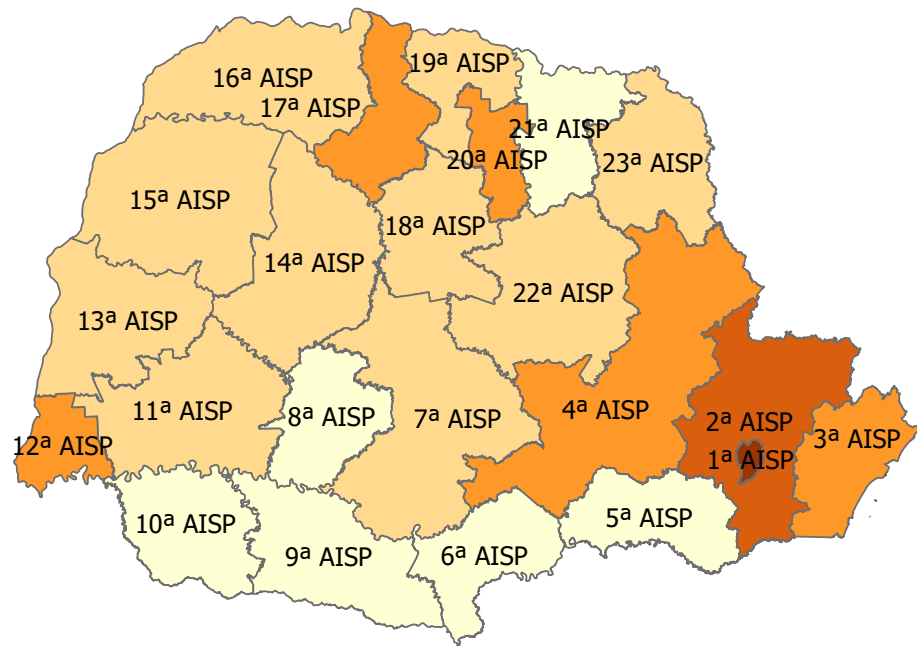 19ª AISP
16ª AISP
17ª AISP
21ª AISP
20ª AISP
23ª AISP
15ª AISP
18ª AISP
14ª AISP
22ª AISP
13ª AISP
11ª AISP
8ª AISP
7ª AISP
4ª AISP
2ª AISP
3ª AISP
12ª AISP
1ª AISP
10ª AISP
5ª AISP
9ª AISP
6ª AISP